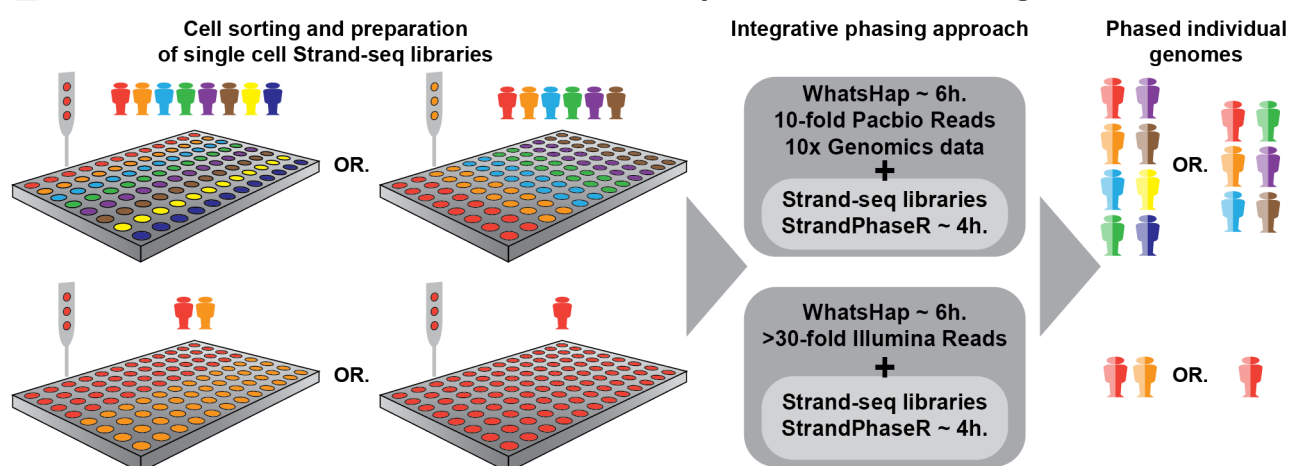 Cell sorting and preparation
of single cell Strand-seq libraries
OR.
OR.
Integrative phasing approach
WhatsHap ~ 6h.
10-fold Pacbio Reads
10x Genomics data
+
Strand-seq libraries
StrandPhaseR ~ 4h.
WhatsHap ~ 6h.
>30-fold Illumina Reads
+
Strand-seq libraries
StrandPhaseR ~ 4h.
Phased individual
genomes
OR.
OR.